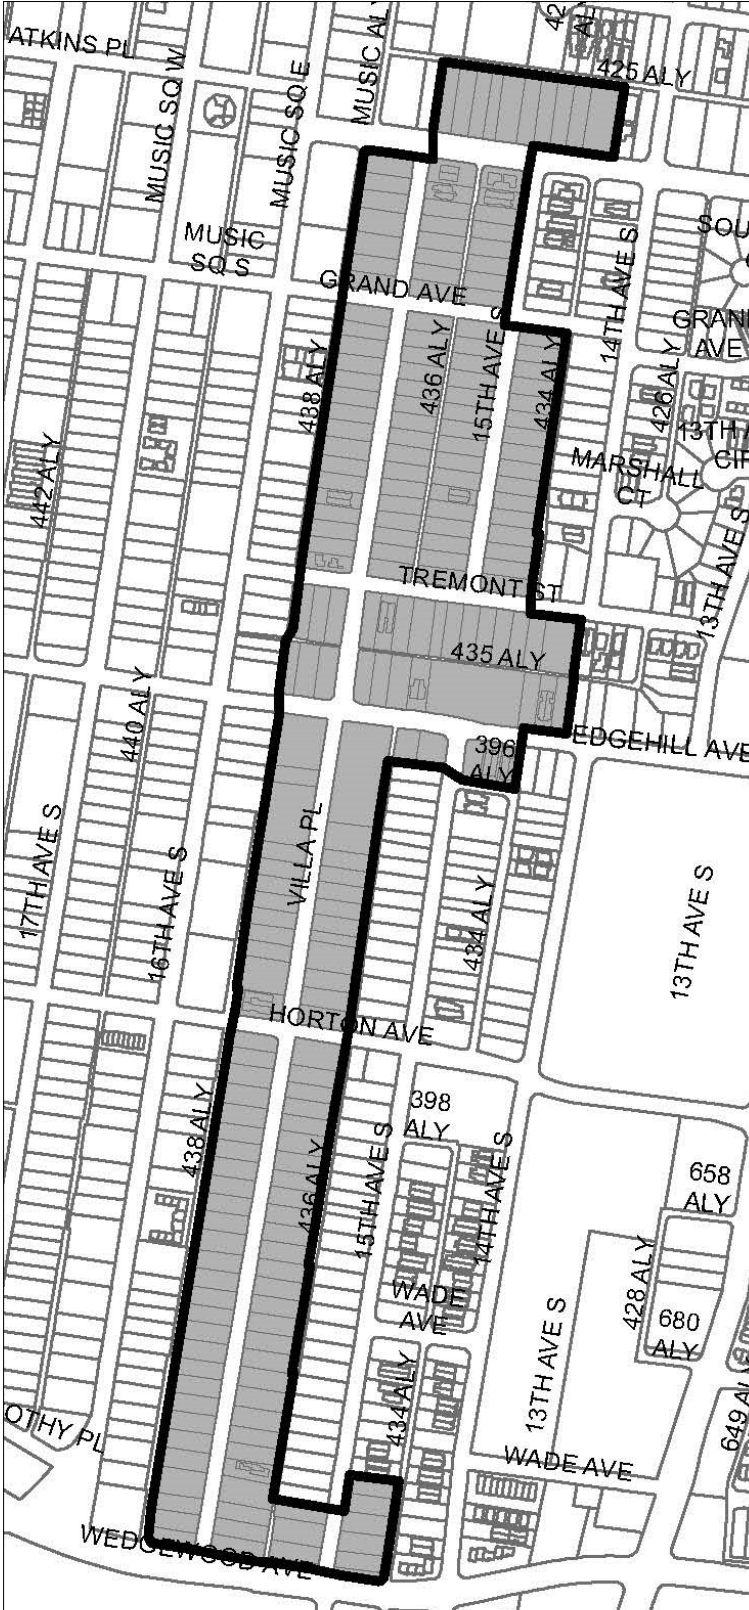 ATKINS PL
MUSIC SQ W
MUSIC SQ E
MUSIC ALY
425 ALY
MUSIC
SQ S
GRAND AVE
14TH AVE S
GRAN
AVE
438 ALY
436 ALY
15TH AVE S
434 ALY
426 ALY
13TH A
CIR
442 ALY
MARSHALL
CT
13TH AVE S
TREMONT ST
435 ALY
440 ALY
396
ALY
EDGEHILL AVE
17TH AVE S
16TH AVE S
VILLA PL
434 ALY
13TH AVE S
HORTON AVE
398
ALY
438 ALY
436 ALY
15TH AVE S
14TH AVE S
658
ALY
WADE
AVE
428 ALY
680
ALY
13TH AVE S
434 ALY
649 AL
OTHY PL
WADE AVE
WEDGEWOOD AVE